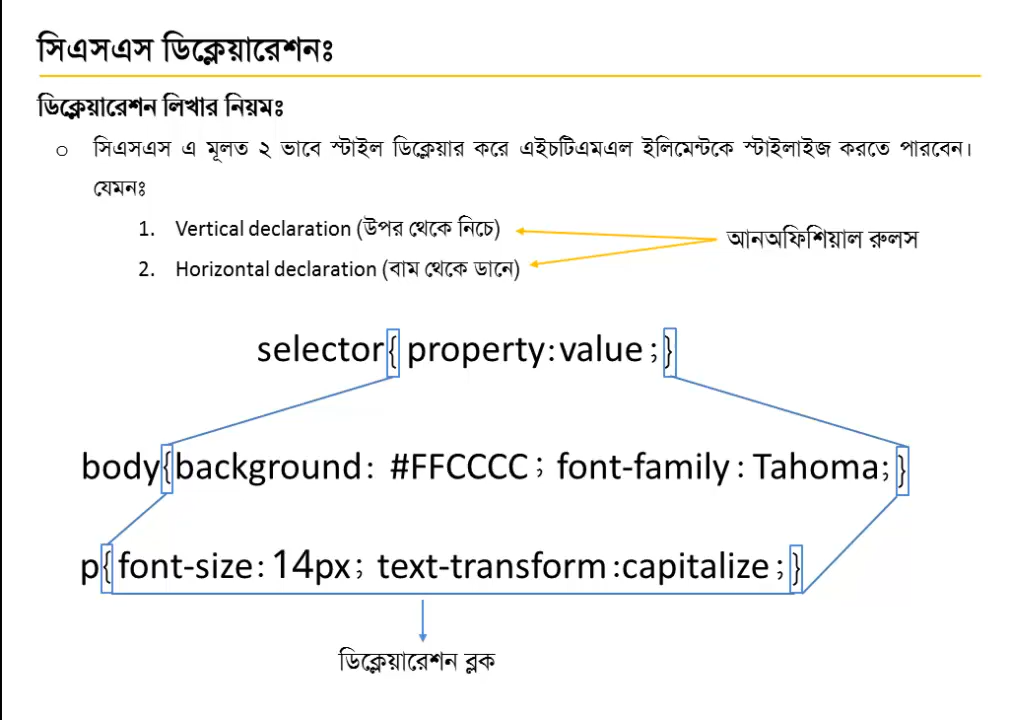 সিএসএস ডিক্লেয়ারেশনঃ
ডিক্লেয়ারেশন লিখার নিয়মঃ
o সিএসএস এ মূলত ২ ভাবে স্টাইল ডিক্লেয়ার করে এইচটিএমএল ইলিমেন্টকে স্টাইলাইজ করতে পারবেন।
যেমনঃ
1. Vertical declaration (উপর থেকে নিচে)
আনঅফিশিয়াল রুলস
2. Horizontal declaration (বাম থেকে ডানে)
selector{ property:value ;}
body{background: #FFCCCC ; font-family : Tahoma; }
p{ font-size: 14px; text-transform :capitalize ; }
ডিক্লেয়ারেশন ব্লক